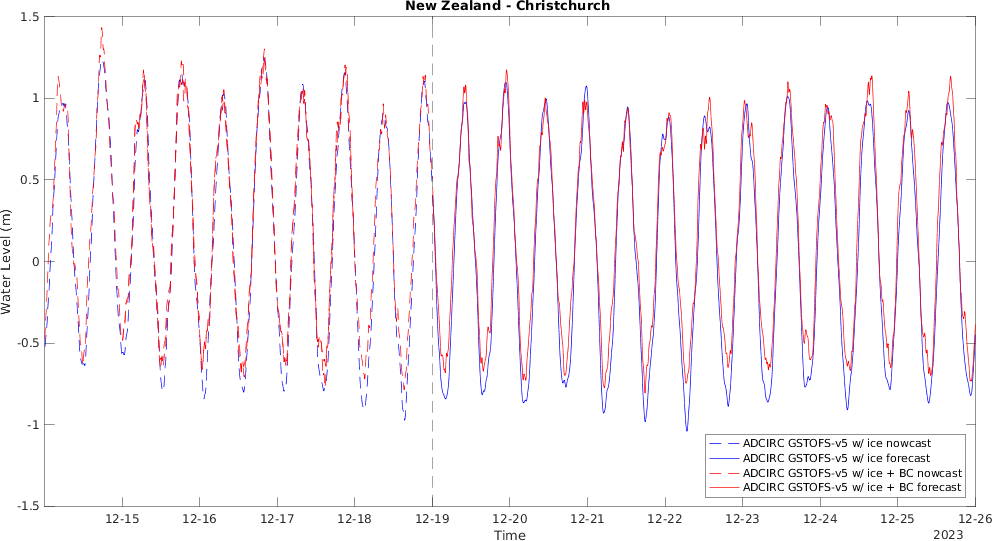 New Zealand - Christchurch
Water Level (m)
1.5
1
0.5
0
-0.5
-1
-1.5
ADCIRC GSTOFS-v5 w/ ice nowcast
ADCIRC GSTOFS-v5 w/ ice forecast
ADCIRC GSTOFS-v5 w/ ice + BC nowcast
ADCIRC GSTOFS-v5 w/ ice + BC forecast
12-15 12-16 12-17 12-18 12-19 12-20 12-21 12-22 12-23 12-24 12-25 12-26
Time
2023